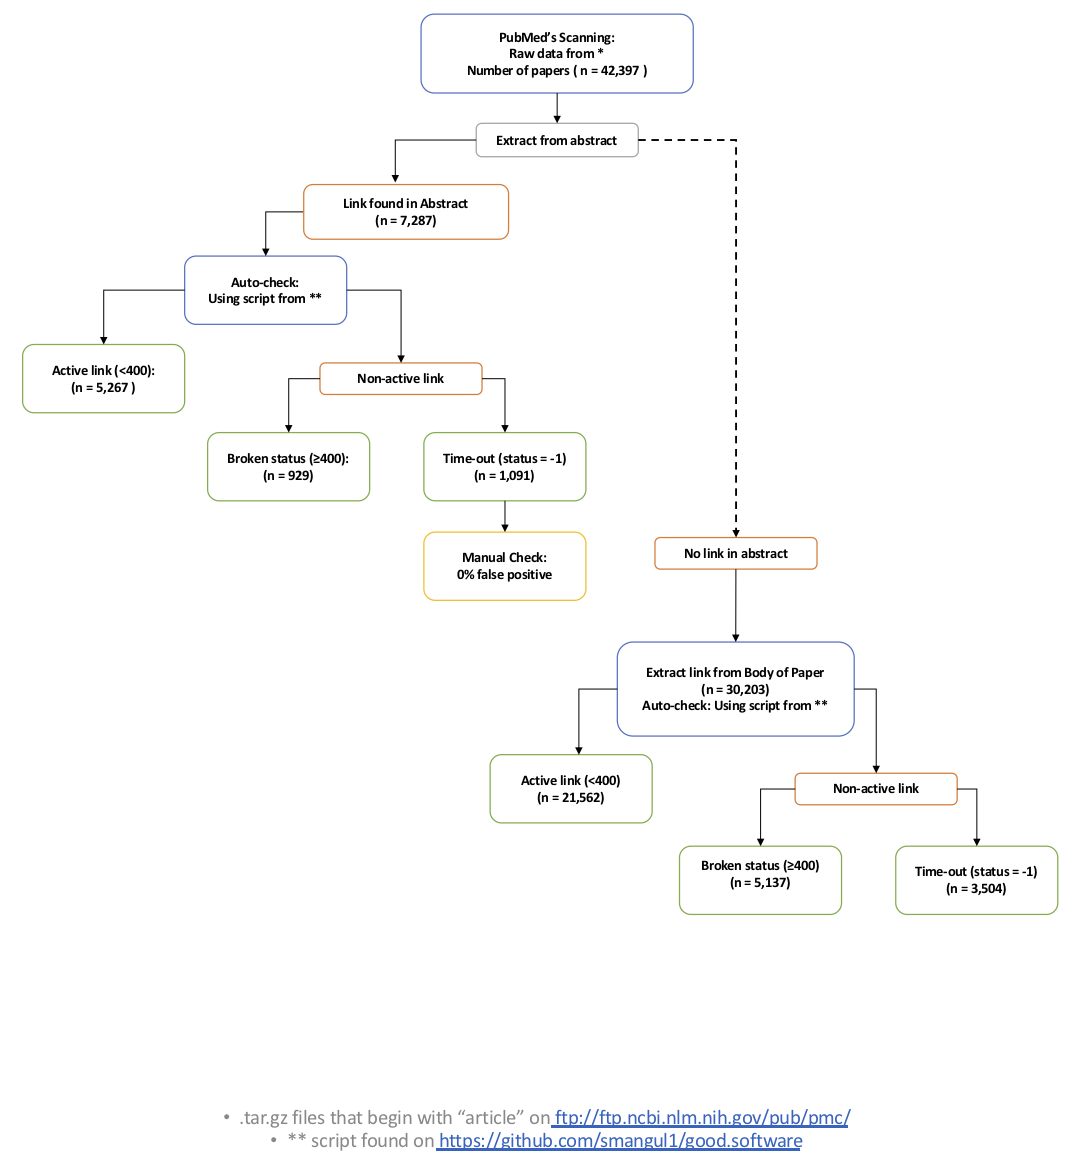 PubMed’s Scanning:
Raw data from *
Number of papers ( n = 42,397 )
Extract from abstract
Link found in Abstract
(n = 7,287)
Auto-check:
Using script from **
Active link (<400):
(n = 5,267 )
Non-active link
Broken status (≥400):
(n = 929)
Time-out (status = -1)
(n = 1,091)
Manual Check:
0% false positive
No link in abstract
Extract link from Body of Paper
(n = 30,203)
Auto-check: Using script from **
Active link (<400)
(n = 21,562)
Non-active link
Broken status (≥400)
(n = 5,137)
Time-out (status = -1)
(n = 3,504)
• .tar.gz files that begin with “article” on ftp://ftp.ncbi.nlm.nih.gov/pub/pmc/
• ** script found on https://github.com/smangul1/good.software